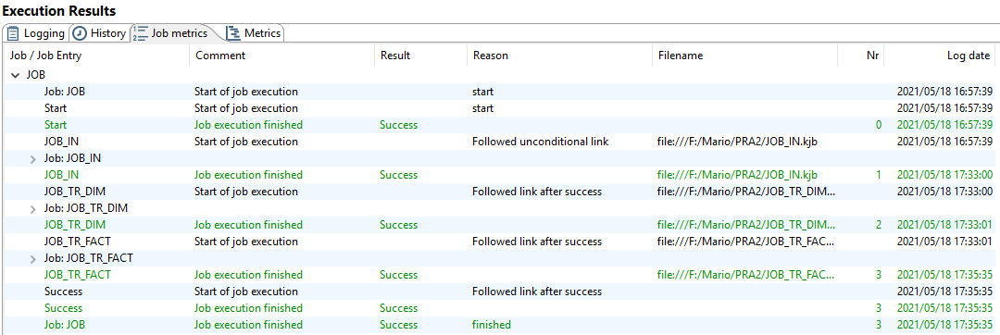 Execution Results
Logging History Job metrics Metrics
Job / Job Entry Comment Result Reason Filename Nr Log date
JOB
Job: JOB Start of job execution start 2021/05/18 16:57:39
Start Start of job execution start 2021/05/18 16:57:39
Start Job execution finished Success 0 2021/05/18 16:57:39
JOB_IN Start of job execution Followed unconditional link file:///F:/Mario/PRA2/JOB_IN.kjb 2021/05/18 16:57:39
Job: JOB_IN
JOB_IN Job execution finished Success file:///F:/Mario/PRA2/JOB_IN.kjb 1 2021/05/18 17:33:00
JOB_TR_DIM Start of job execution Followed link after success file:///F:/Mario/PRA2/JOB_TR_DIM... 2021/05/18 17:33:00
Job: JOB_TR_DIM
JOB_TR_DIM Job execution finished Success file:///F:/Mario/PRA2/JOB_TR_DIM... 2 2021/05/18 17:33:01
JOB_TR_FACT Start of job execution Followed link after success file:///F:/Mario/PRA2/JOB_TR_FAC... 2021/05/18 17:33:01
Job: JOB_TR_FACT
JOB_TR_FACT Job execution finished Success file:///F:/Mario/PRA2/JOB_TR_FAC... 3 2021/05/18 17:35:35
Success Start of job execution Followed link after success 2021/05/18 17:35:35
Success Job execution finished Success 3 2021/05/18 17:35:35
Job: JOB Job execution finished Success finished 3 2021/05/18 17:35:35